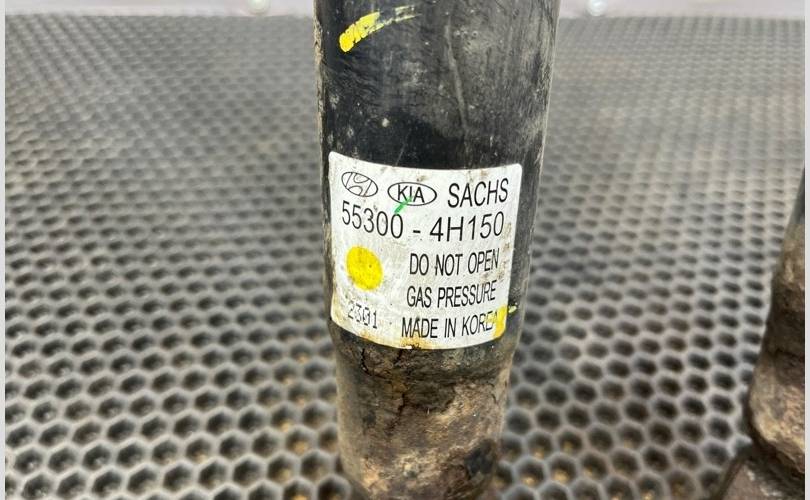 KIA SACHS
55300 - 4H150
DO NOT OPEN
GAS PRESSURE
2301 MADE IN KOREA